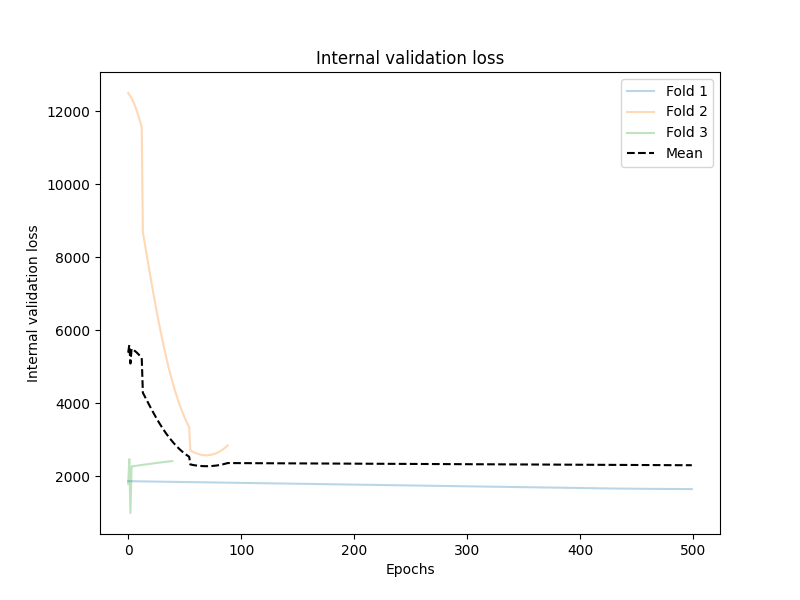 Internal validation loss
12000
10000
8000
6000
4000
2000
Internal validation loss
0
100
200
300
400
500
Epochs
Fold 1
Fold 2
Fold 3
Mean